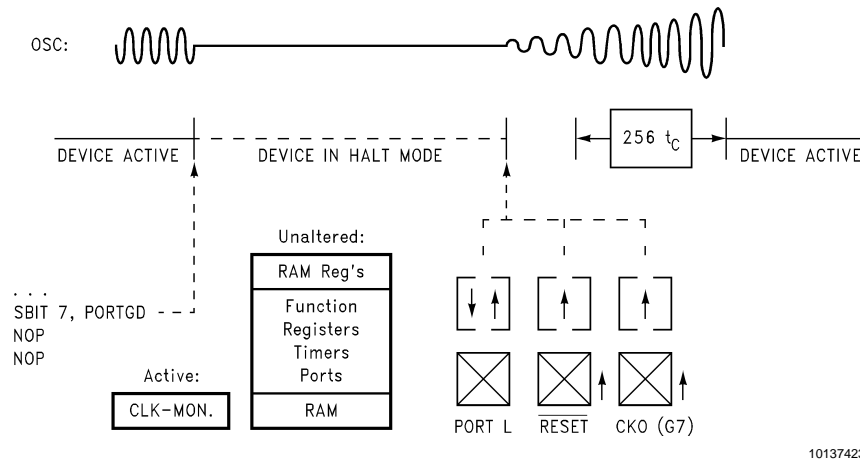 OSC:
256 tC
DEVICE ACTIVE
DEVICE IN HALT MODE
DEVICE ACTIVE
Unaltered:
RAM Reg's
Function
Registers
Timers
Ports
RAM
. . .
SBIT 7, PORTGD
NOP
NOP
Active:
CLK-MON.
PORT L
RESET
CKO (G7)
10137423